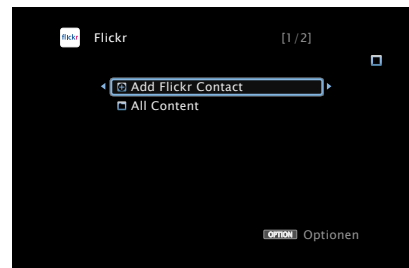 flickr Flickr [1/2]
Add Flickr Contact
All Content
OPTION Optionen